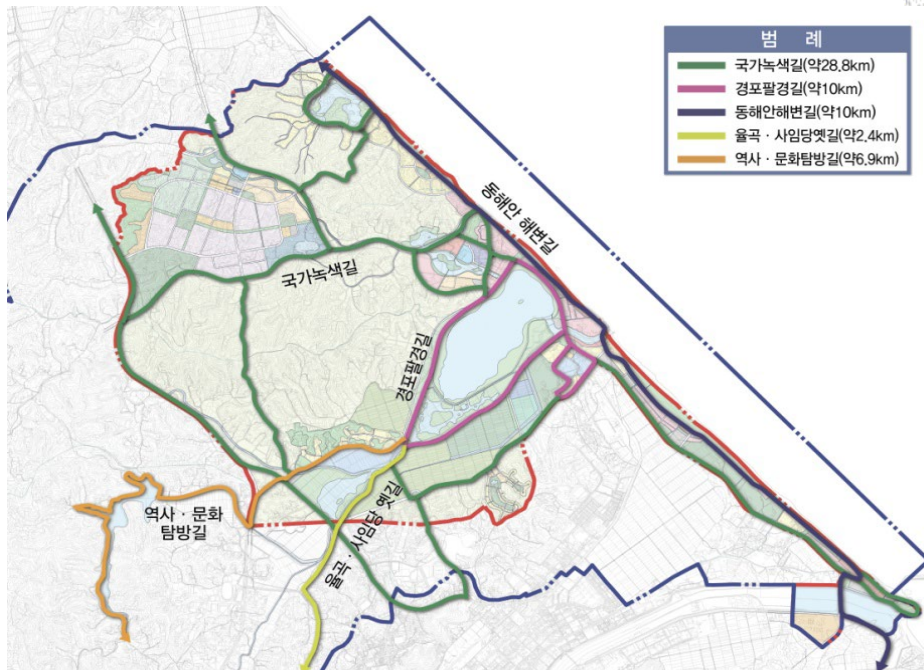 범 례
국가녹색길(약28.8km)
경포팔경길(약10km)
동해안해변길(약10km)
율곡 · 사임당옛길(약2.4km)
역사 · 문화탐방길(약6.9km)
동해안 해변길
국가녹색길
경포팔경길
역사 · 문화
탐방길
율곡 · 사임당 옛길